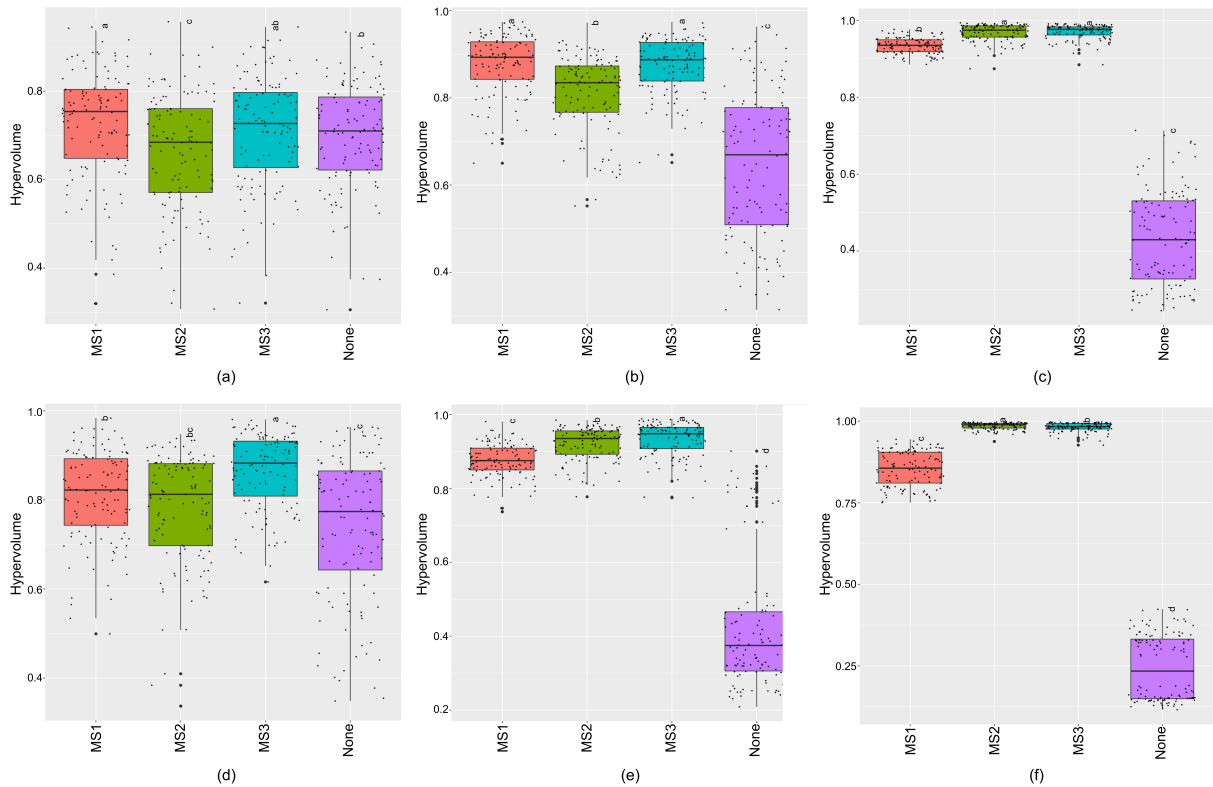 a
c
ab
b
Hypervolume
0.8
0.6
0.4
MS1
MS2
MS3
None
(a)
a
b
a
c
Hypervolume
1.0
0.8
0.6
0.4
MS1
MS2
MS3
None
(b)
b
a
a
c
Hypervolume
1.0
0.8
0.6
0.4
MS1
MS2
MS3
None
(c)
b
bc
a
c
Hypervolume
1.0
0.8
0.6
0.4
MS1
MS2
MS3
None
(d)
c
b
a
d
Hypervolume
1.0
0.8
0.6
0.4
0.2
MS1
MS2
MS3
None
(e)
c
a
b
d
Hypervolume
1.00
0.75
0.50
0.25
MS1
MS2
MS3
None
(f)